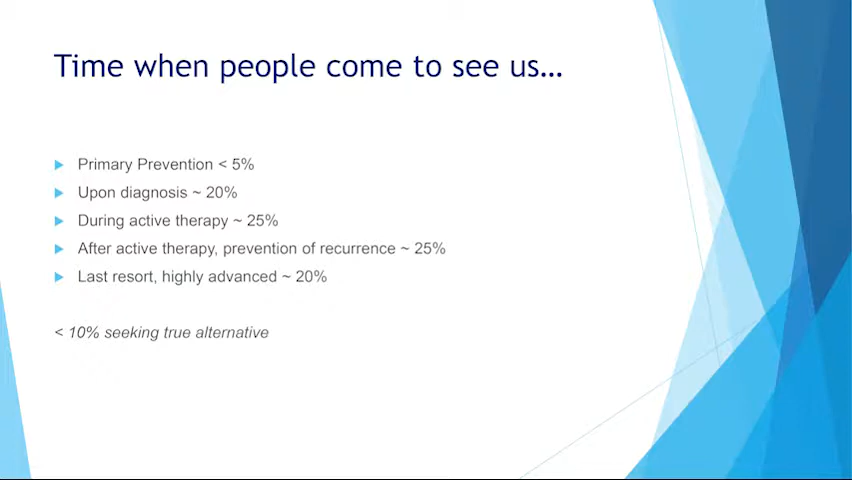 Time when people come to see us…
Primary Prevention < 5%
Upon diagnosis ~ 20%
During active therapy ~ 25%
After active therapy, prevention of recurrence ~ 25%
Last resort, highly advanced ~ 20%
< 10% seeking true alternative